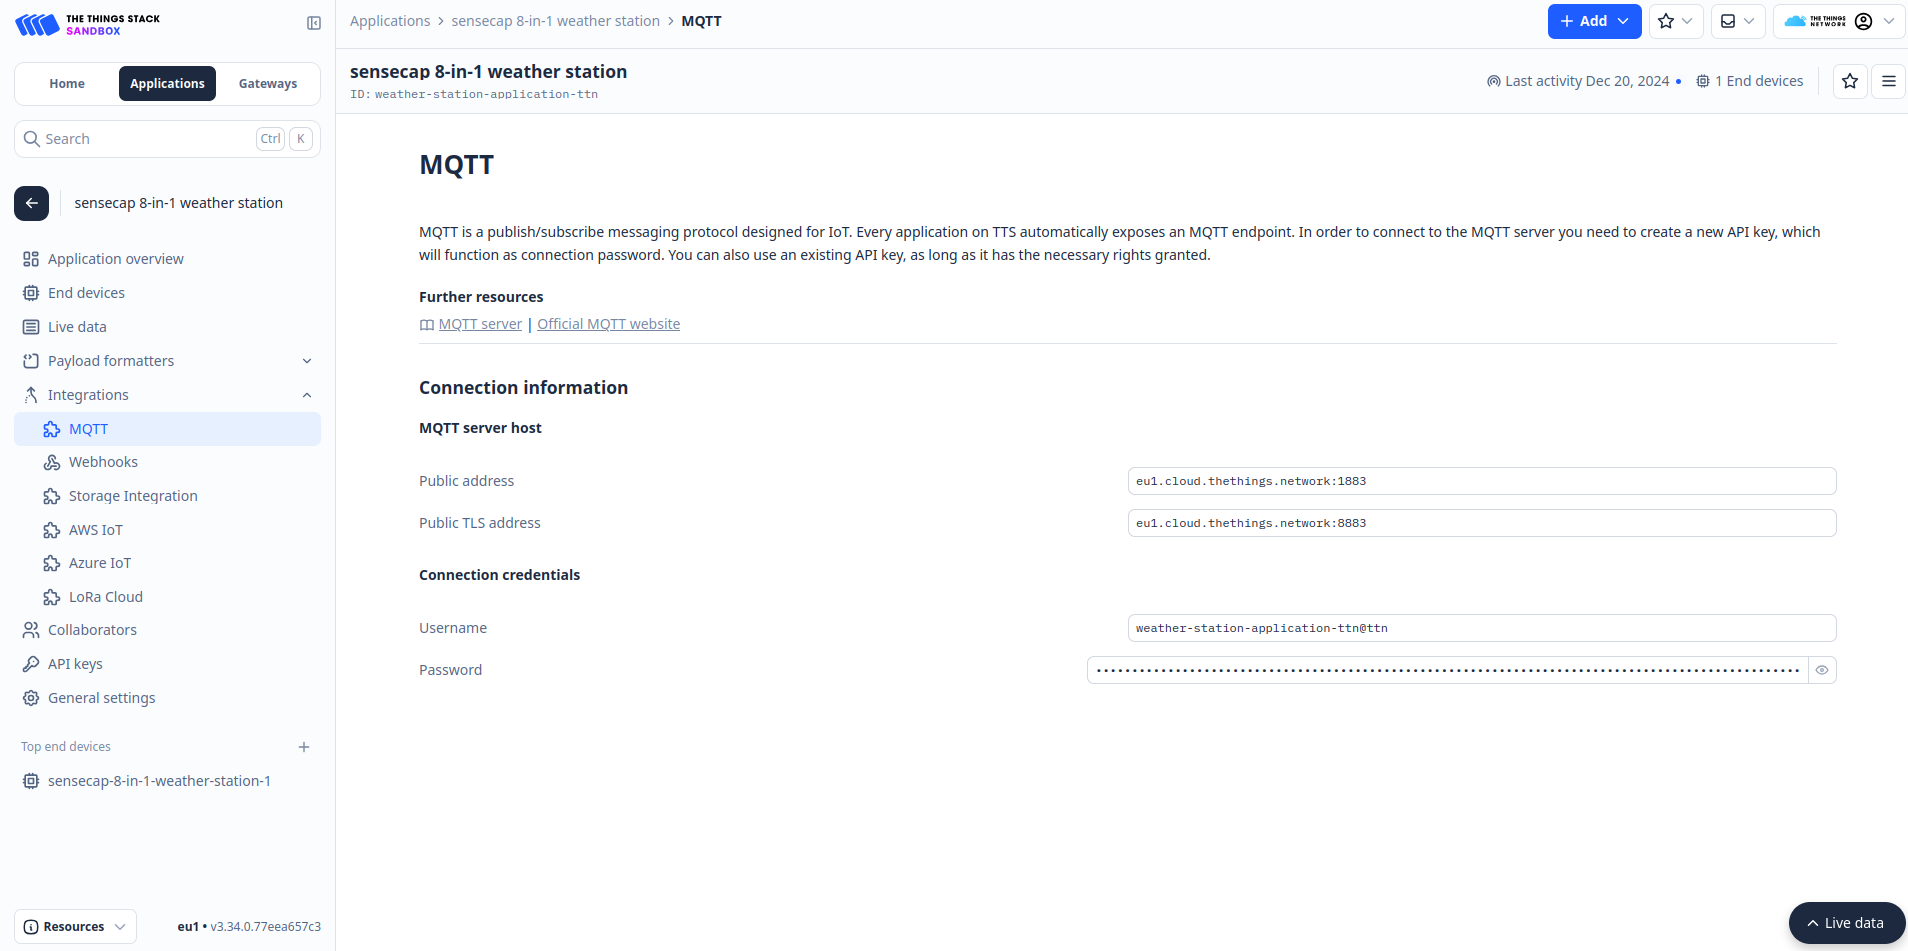 THE THINGS STACK
SANDBOX
Home
Applications
Gateways
Search
Ctrl
K
sensecap 8-in-1 weather station
Application overview
End devices
Live data
Payload formatters
Integrations
MQTT
Webhooks
Storage Integration
AWS IoT
Azure IoT
LoRa Cloud
Collaborators
API keys
General settings
Top end devices
sensecap-8-in-1-weather-station-1
Resources
eu1 • v3.34.0.77eea657c3
Applications > sensecap 8-in-1 weather station > MQTT
Add
THE THINGS
NETWORK
sensecap 8-in-1 weather station
ID: weather-station-application-ttn
Last activity Dec 20, 2024 •
1 End devices
MQTT
MQTT is a publish/subscribe messaging protocol designed for IoT. Every application on TTS automatically exposes an MQTT endpoint. In order to connect to the MQTT server you need to create a new API key, which
will function as connection password. You can also use an existing API key, as long as it has the necessary rights granted.
Further resources
MQTT server | Official MQTT website
Connection information
MQTT server host
Public address
eu1.cloud.thethings.network:1883
Public TLS address
eu1.cloud.thethings.network:8883
Connection credentials
Username
weather-station-application-ttn@ttn
Password
Live data